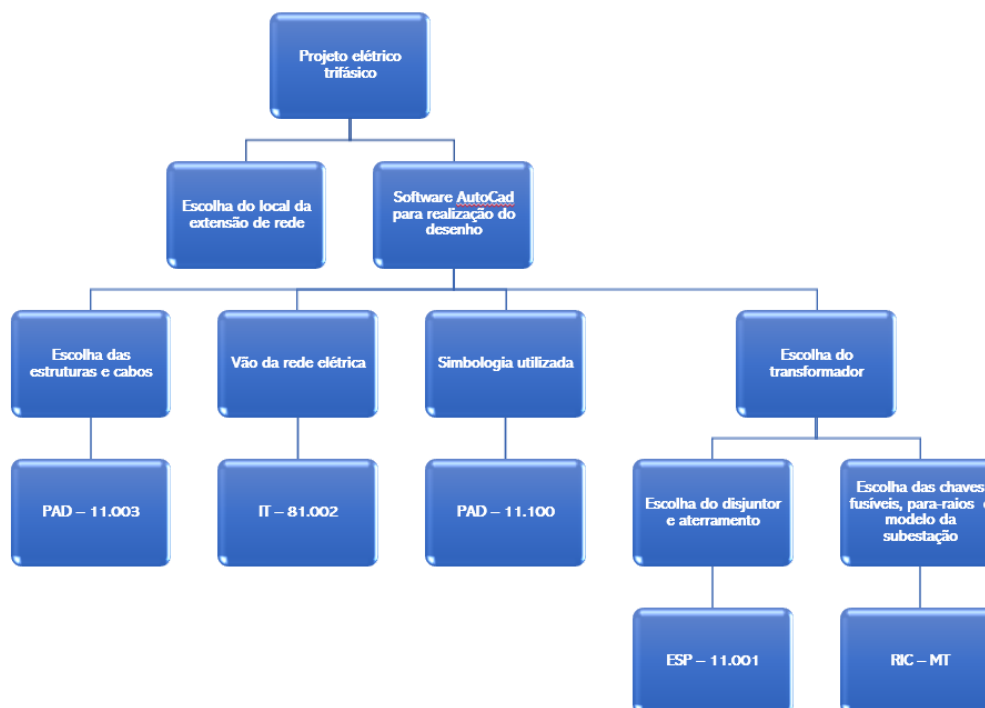 Projeto elétrico
trifásico
Escolha do local da
extensão de rede
Software AutoCad
para realização do
desenho
Escolha das
estruturas e cabos
Vão da rede elétrica
Simbologia utilizada
Escolha do
transformador
PAD – 11.003
IT – 81.002
PAD – 11.100
Escolha do disjuntor
e aterramento
Escolha das chaves
fusíveis, para-raios
modelo da
subestação
ESP – 11.001
RIC – MT